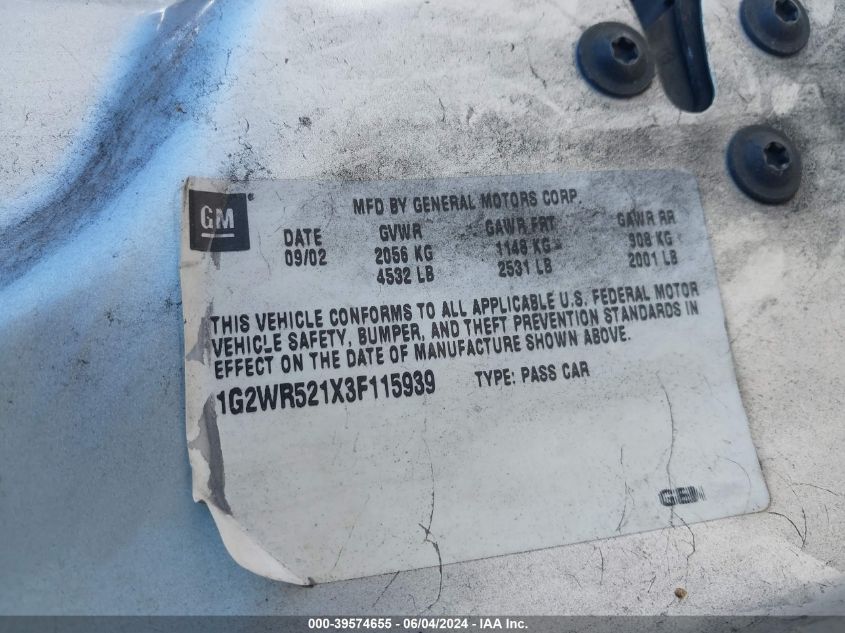 GM
MFD BY GENERAL MOTORS CORP.
DATE GVWR GAWR FRT GAWR RR
09/02 2056 KG 1148 KG 908 KG
4532 LB 2531 LB 2001 LB
THIS VEHICLE CONFORMS TO ALL APPLICABLE U.S. FEDERAL MOTOR
VEHICLE SAFETY, BUMPER, AND THEFT PREVENTION STANDARDS IN
EFFECT ON THE DATE OF MANUFACTURE SHOWN ABOVE.
1G2WR521X3F115939 TYPE: PASS CAR
000-39574655 - 06/04/2024 - IAA Inc.